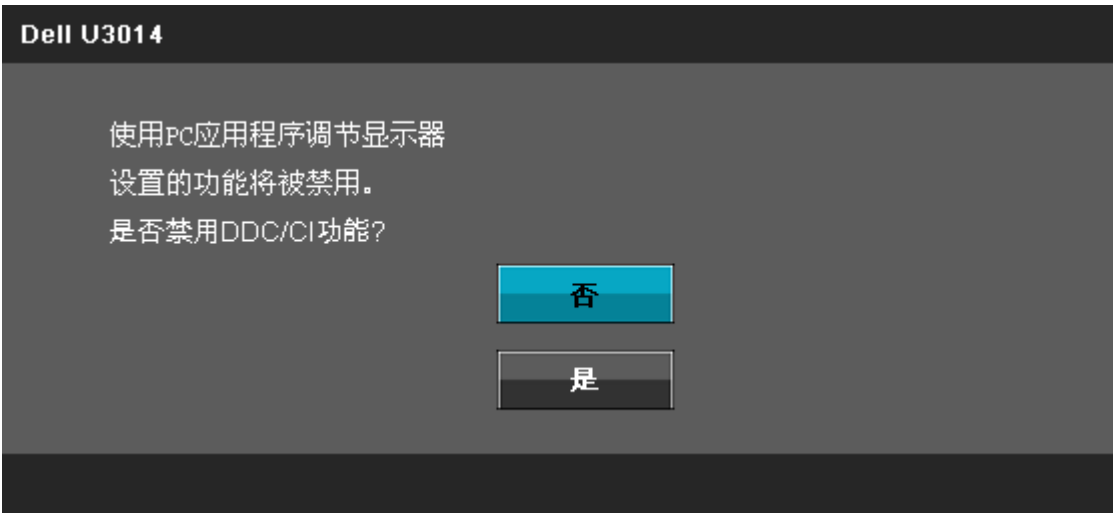 Dell U3014
使用PC应用程序调节显示器
设置的功能将被禁用。
是否禁用DDC/CI功能?
否
是